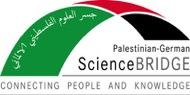 جسر العلوم الفلسطيني الألماني
Palestinian-German
ScienceBRIDGE
CONNECTING PEOPLE AND KNOWLEDGE